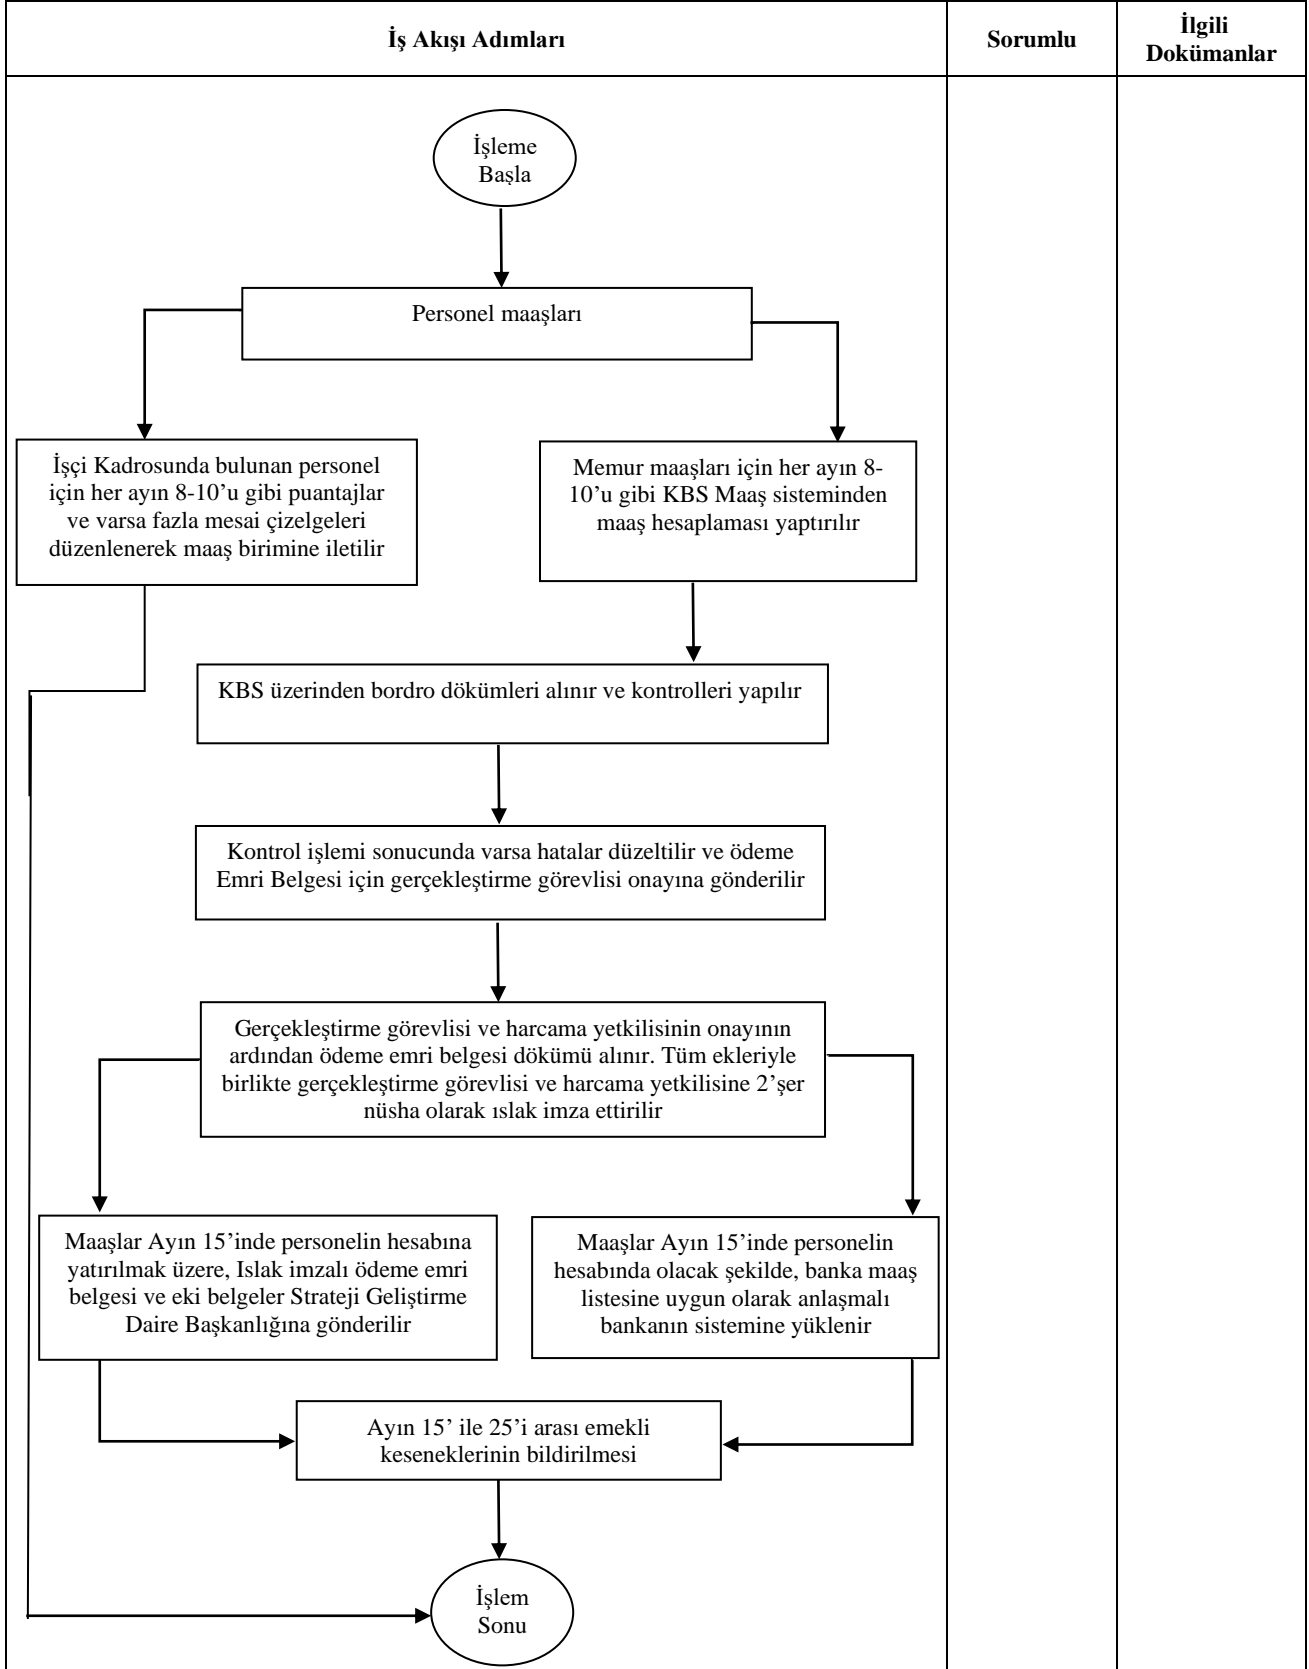 İş Akışı Adımları
Sorumlu
İlgili
Dokümanlar
İşleme
Başla
Personel maaşları
İşçi Kadrosunda bulunan personel
için her ayın 8-10’u gibi puantajlar
ve varsa fazla mesai çizelgeleri
düzenlenerek maaş birimine iletilir
Memur maaşları için her ayın 8-
10’u gibi KBS Maaş sisteminden
maaş hesaplaması yaptırılır
KBS üzerinden bordro dökümleri alınır ve kontrolleri yapılır
Kontrol işlemi sonucunda varsa hatalar düzeltilir ve ödeme
Emri Belgesi için gerçekleştirme görevlisi onayına gönderilir
Gerçekleştirme görevlisi ve harcama yetkilisinin onayının
ardından ödeme emri belgesi dökümü alınır. Tüm ekleriyle
birlikte gerçekleştirme görevlisi ve harcama yetkilisine 2’şer
nüsha olarak ıslak imza ettirilir
Maaşlar Ayın 15’inde personelin hesabına
yatırılmak üzere, Islak imzalı ödeme emri
belgesi ve eki belgeler Strateji Geliştirme
Daire Başkanlığına gönderilir
Maaşlar Ayın 15’inde personelin
hesabında olacak şekilde, banka maaş
listesine uygun olarak anlaşmalı
bankanın sistemine yüklenir
Ayın 15’ ile 25’i arası emekli
keseneklerinin bildirilmesi
İşlem
Sonu